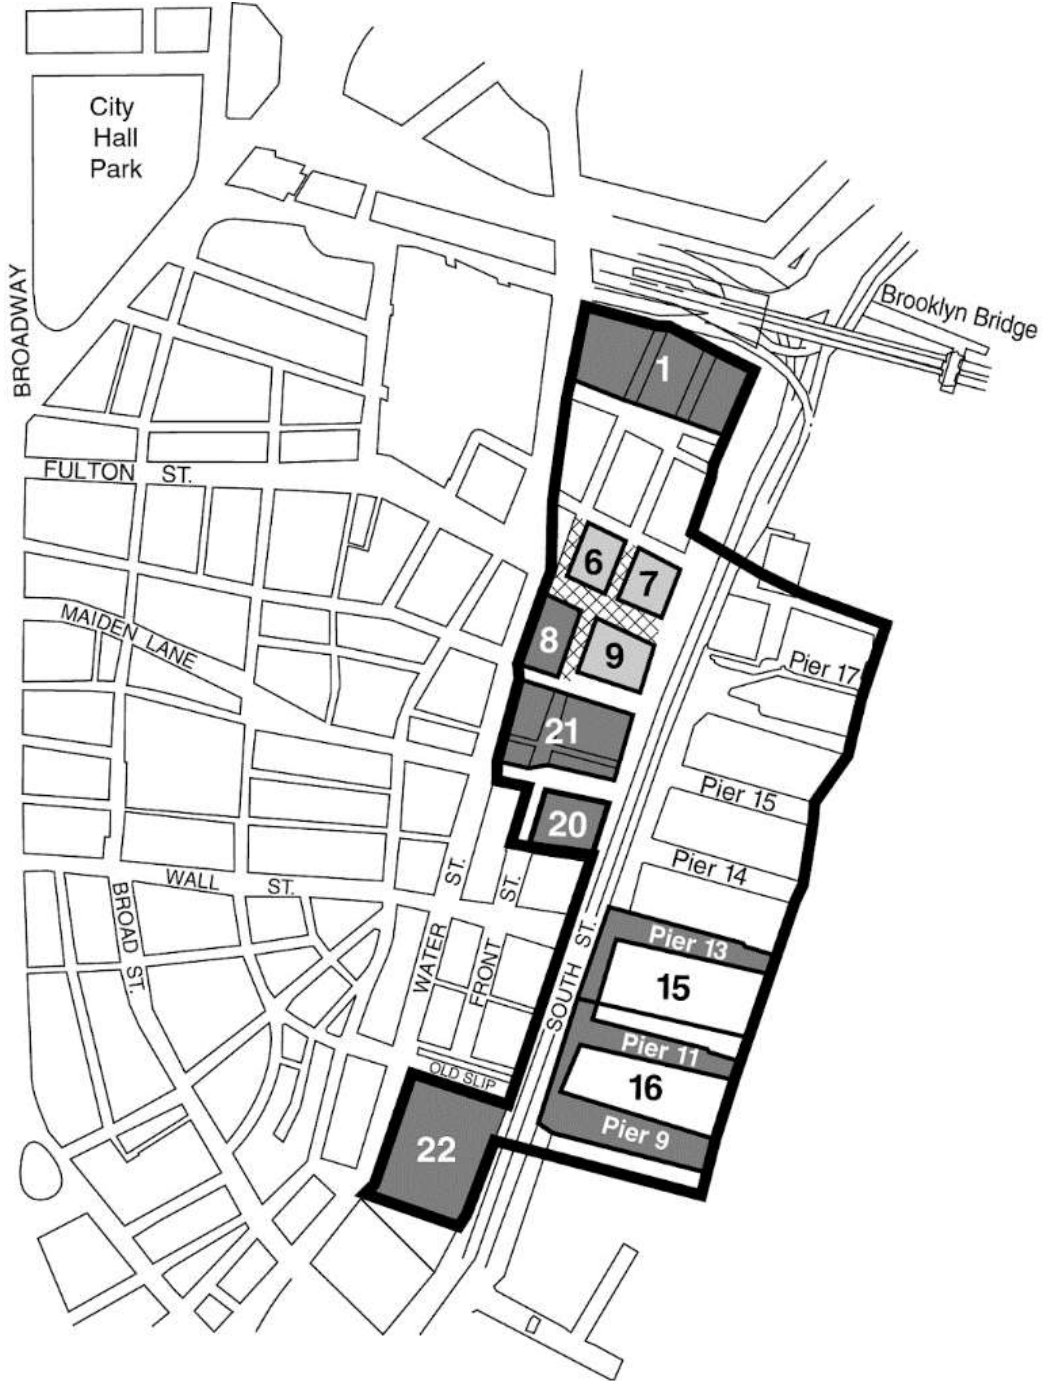 City
Hall
Park
BROADWAY
Brooklyn Bridge
1
FULTON ST.
6
7
MAIDEN LANE
8
9
Pier 17
21
Pier 15
20
Pier 14
WALL ST.
BROAD ST.
WATER ST.
FRONT ST.
SOUTH ST.
Pier 13
15
Pier 11
16
OLD SLIP
Pier 9
22